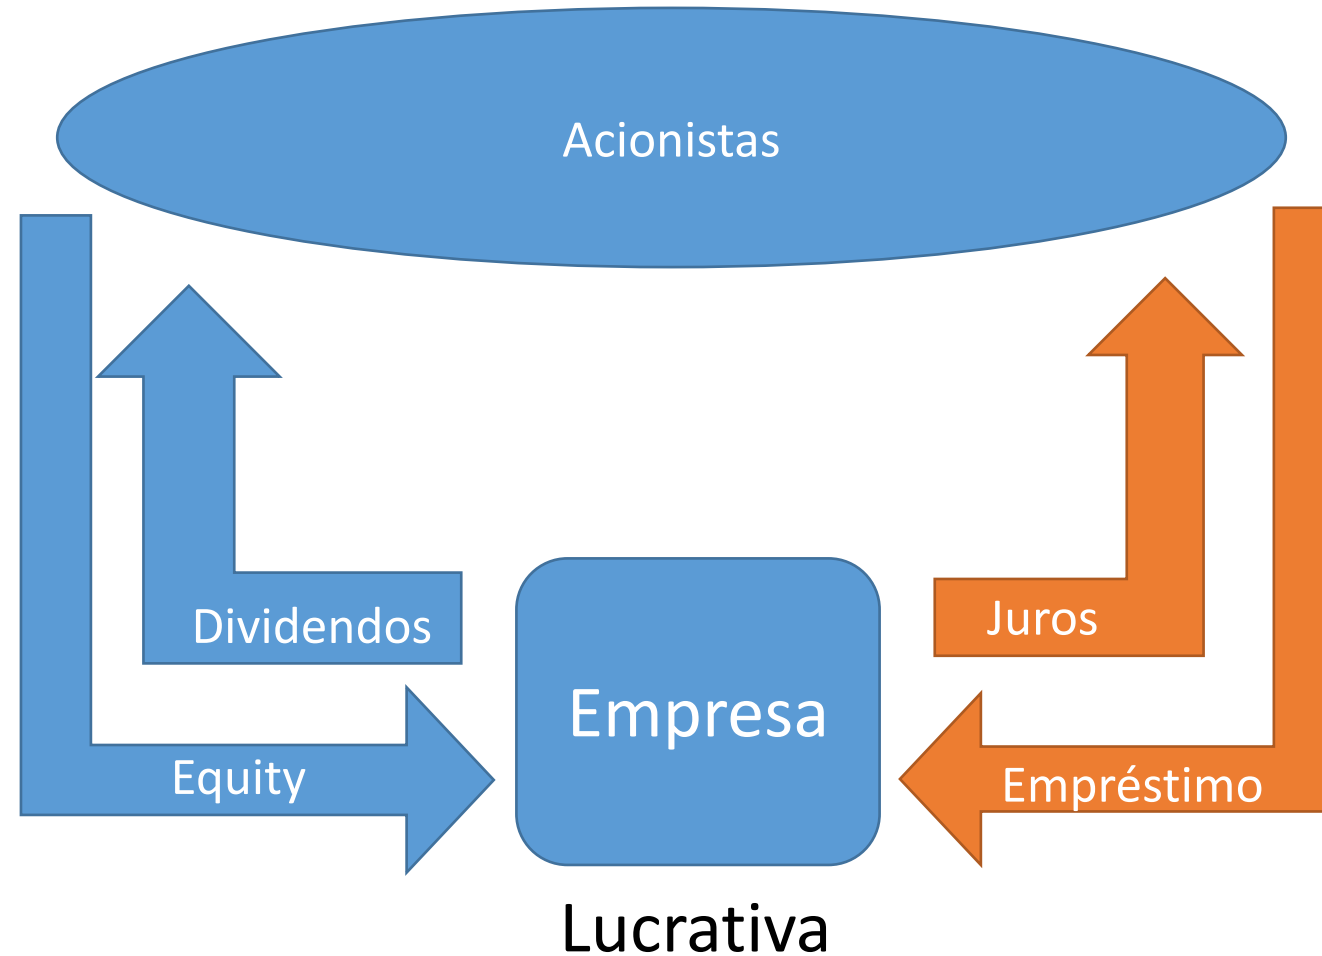 Acionistas
Dividendos
Juros
Empresa
Equity
Empréstimo
Lucrativa